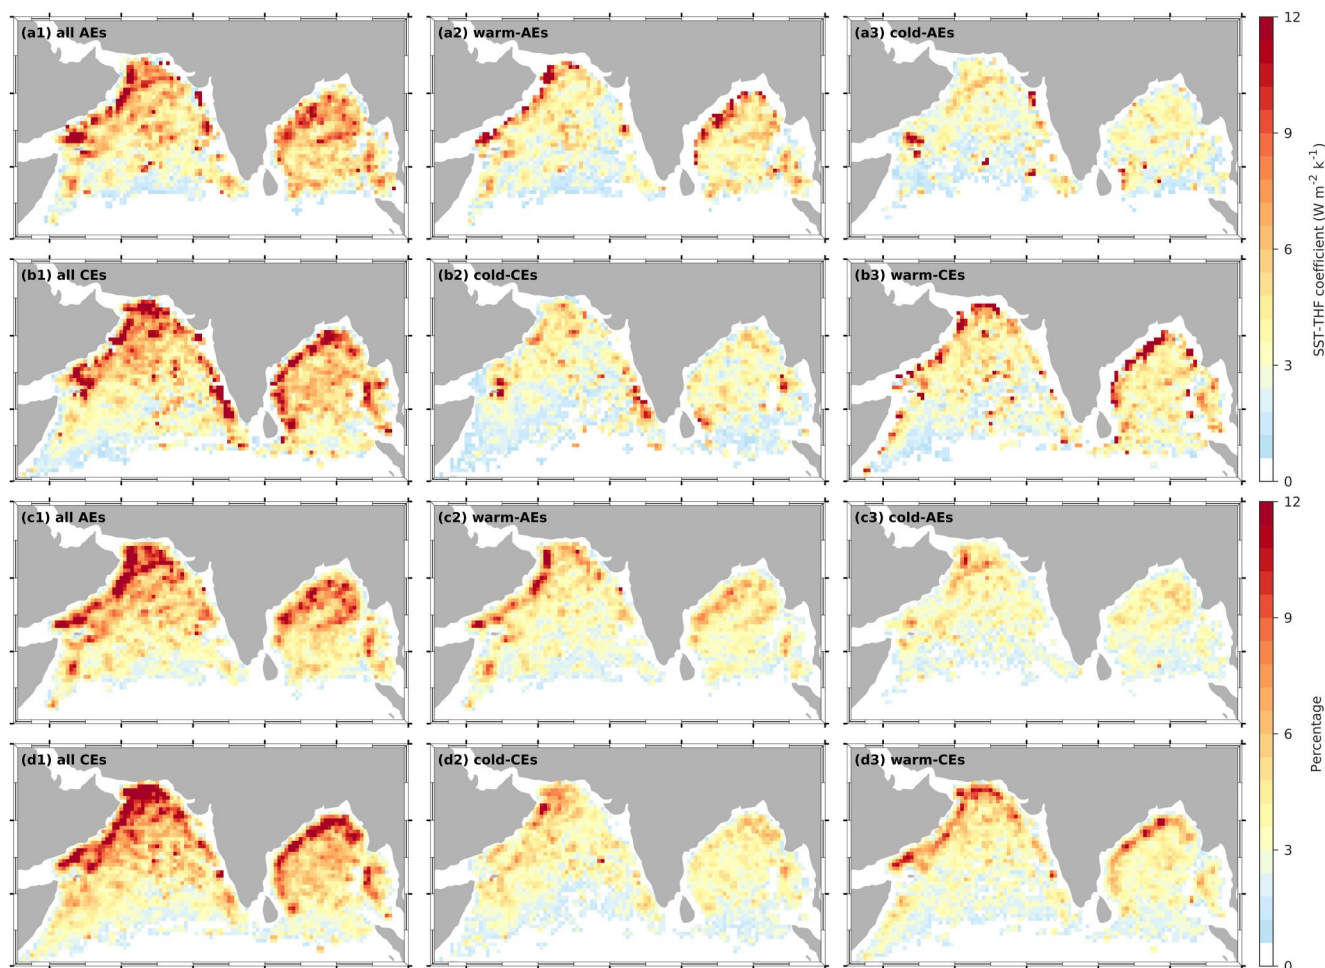 (a1) all AEs
(a2) warm-AEs
(a3) cold-AEs
12
9
6
3
0
SST-THF coefficient (W m⁻² k⁻¹)
(b1) all CEs
(b2) cold-CEs
(b3) warm-CEs
(c1) all AEs
(c2) warm-AEs
(c3) cold-AEs
12
9
6
3
0
Percentage
(d1) all CEs
(d2) cold-CEs
(d3) warm-CEs